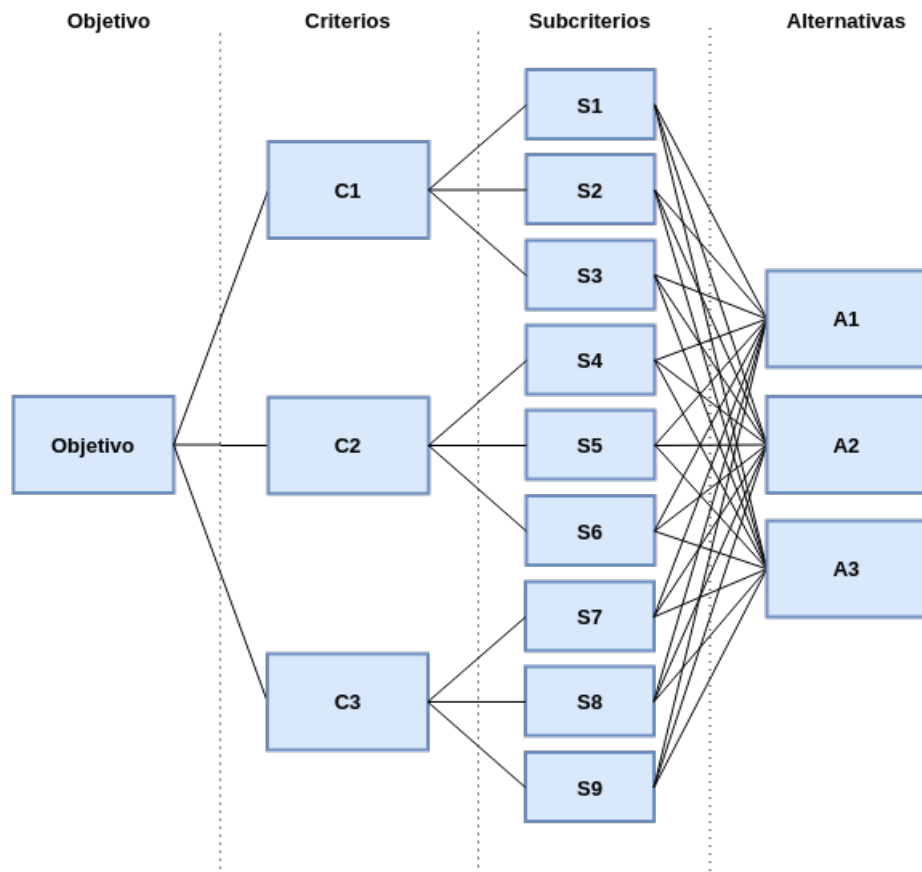 Objetivo
Criterios
Subcriterios
Alternativas
S1
C1
S2
S3
A1
S4
Objetivo
C2
S5
A2
S6
A3
S7
C3
S8
S9